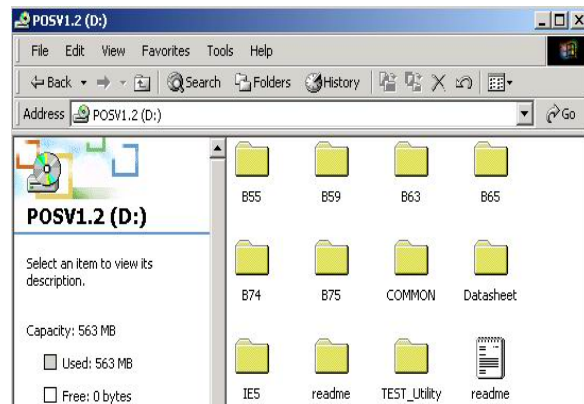 POSV1.2 (D:)
File Edit View Favorites Tools Help
Back Search Folders History
Address POSV1.2 (D:) Go
POSV1.2 (D:)
Select an item to view its
description.
Capacity: 563 MB
Used: 563 MB
Free: 0 bytes
B55 B59 B63 B65
B74 B75 COMMON Datasheet
IE5 readme TEST_Utility readme